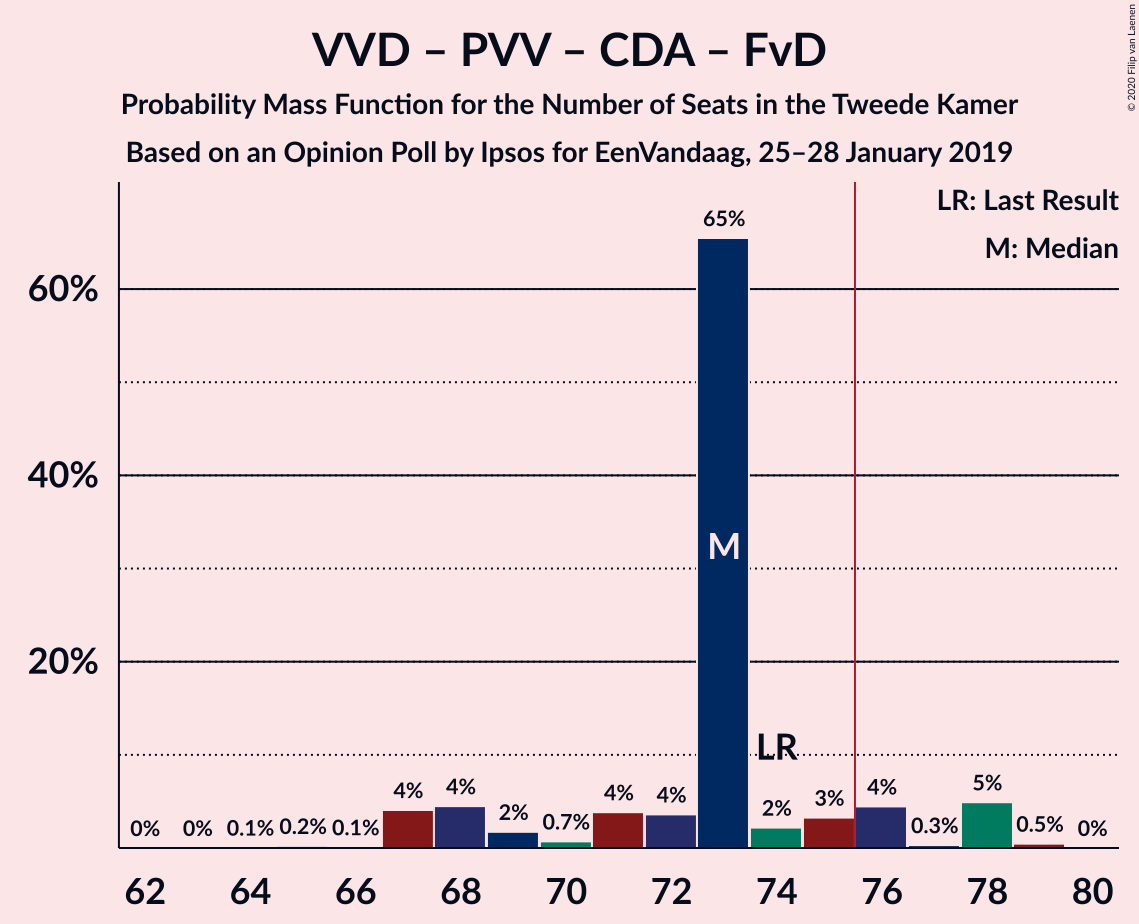 VVD – PVV – CDA – FvD
Probability Mass Function for the Number of Seats in the Tweede Kamer
Based on an Opinion Poll by Ipsos for EenVandaag, 25–28 January 2019
© 2020 Filip van Laenen
LR: Last Result
M: Median
60%
40%
20%
0% 0% 0.1% 0.2% 0.1% 4% 4% 2% 0.7% 4% 4% 65% 2% 3% 4% 0.3% 5% 0.5% 0%
M
LR
62 64 66 68 70 72 74 76 78 80